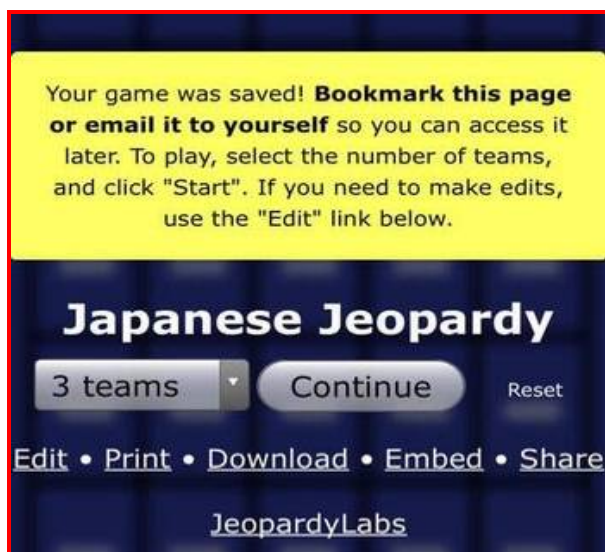 Your game was saved! Bookmark this page
or email it to yourself so you can access it
later. To play, select the number of teams,
and click "Start". If you need to make edits,
use the "Edit" link below.
Japanese Jeopardy
3 teams Continue Reset
Edit • Print • Download • Embed • Share
JeopardyLabs